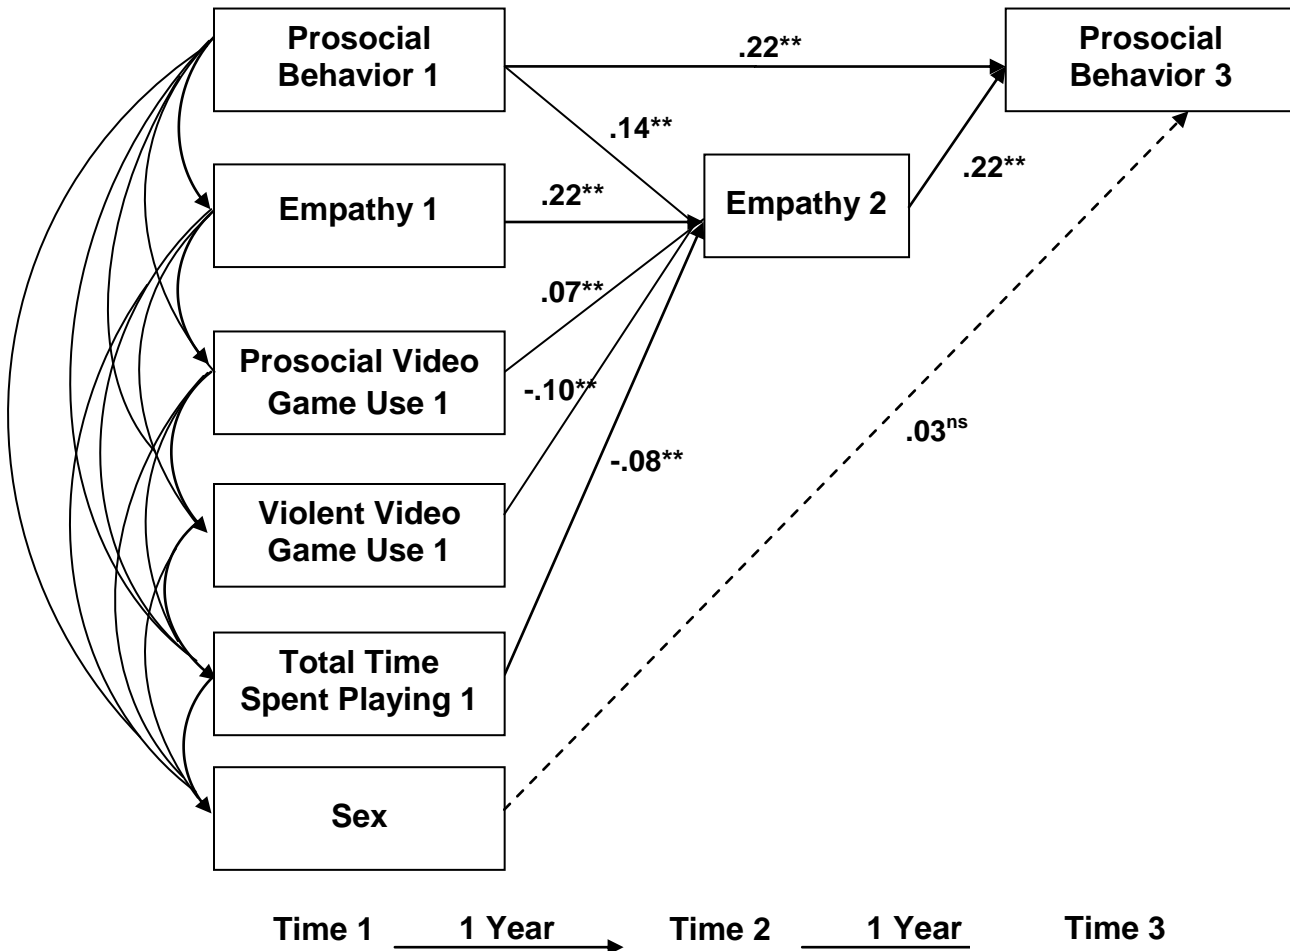 Prosocial
Behavior 1
.22**
Prosocial
Behavior 3
.14**
.22**
Empathy 1
.22**
Empathy 2
.07**
Prosocial Video
Game Use 1
-.10**
.03ns
-.08**
Violent Video
Game Use 1
Total Time
Spent Playing 1
Sex
Time 1 1 Year Time 2 1 Year Time 3